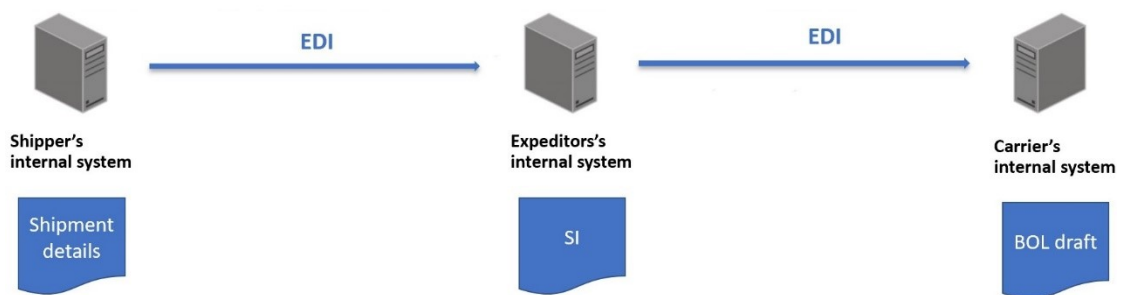 EDI
EDI
Shipper's
internal system
Expeditors's
internal system
Carrier's
internal system
Shipment
details
SI
BOL draft